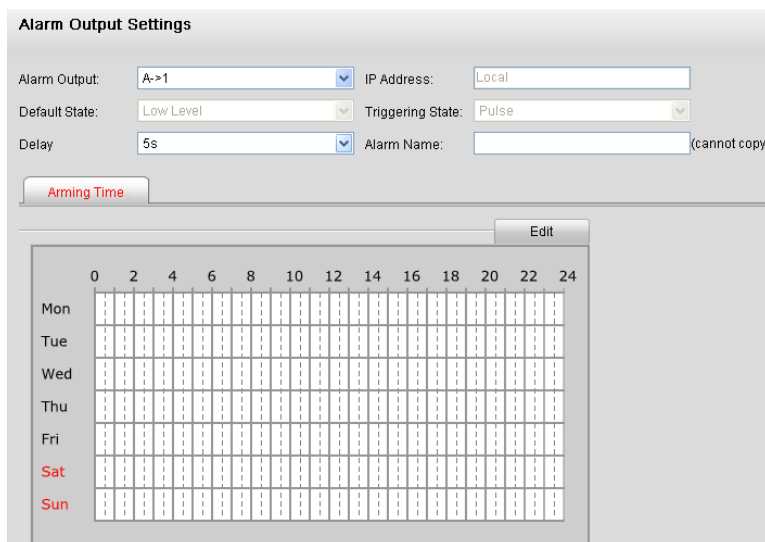 Alarm Output Settings
Alarm Output: A->1 IP Address: Local
Default State: Low Level Triggering State: Pulse
Delay 5s Alarm Name: (cannot copy
Arming Time
Edit
0 2 4 6 8 10 12 14 16 18 20 22 24
Mon
Tue
Wed
Thu
Fri
Sat
Sun